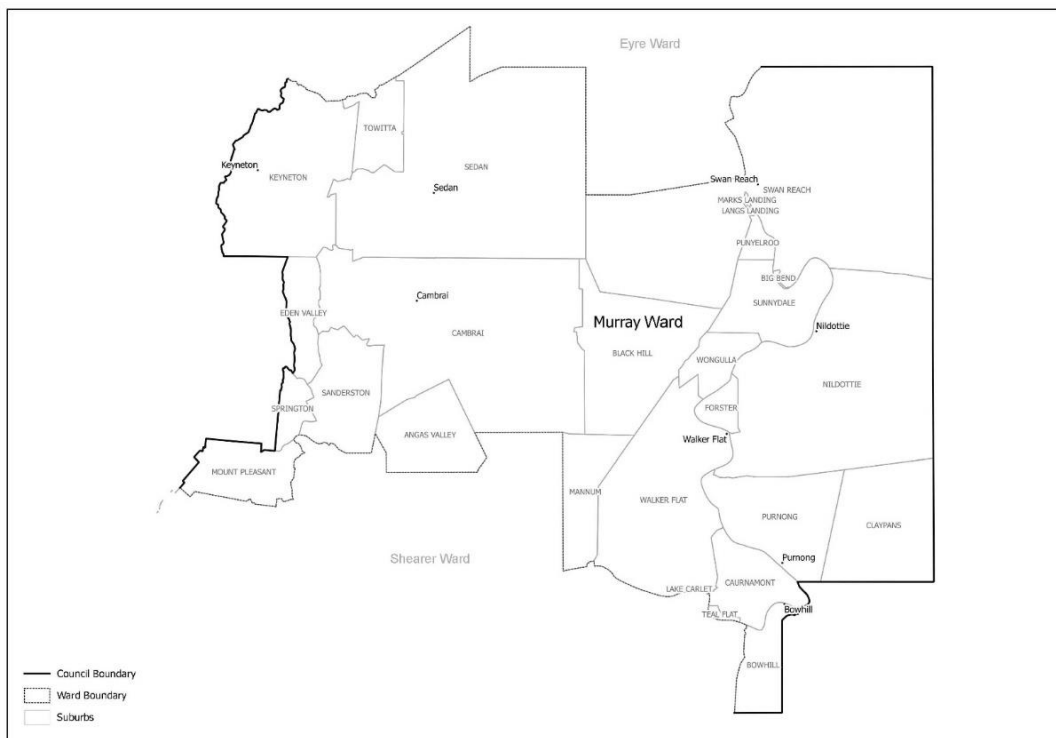 Eyre Ward
TOWITTA
Keyneton
KEYNETON
SEDAN
Sedan
Swan Reach
SWAN REACH
MARKS LANDING
LANGS LANDING
PUNYELROO
BIG BEND
SUNNYDALE
EDEN VALLEY
Cambrai
CAMBRAI
Murray Ward
Nildottie
BLACK HILL
WONGULLA
NILDOTTIE
SANDERSTON
SPRINGTON
FORSTER
ANGAS VALLEY
Walker Flat
MOUNT PLEASANT
MANNUM
WALKER FLAT
PURNONG
CLAYPANS
Shearer Ward
Purnong
CAURNAMONT
LAKE CARLET
TEAL FLAT
Bowhill
BOWHILL
Council Boundary
Ward Boundary
Suburbs